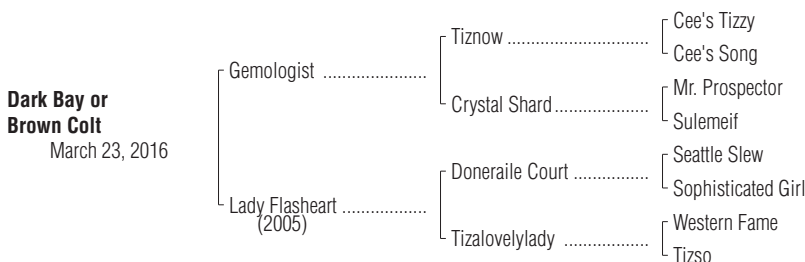 Dark Bay or
Brown Colt
March 23, 2016
Gemologist ......................
Lady Flasheart ..................
(2005)
Tiznow ..............................
Crystal Shard....................
Doneraile Court ................
Tizalovelylady ..................
Cee's Tizzy
Cee's Song
Mr. Prospector
Sulemeif
Seattle Slew
Sophisticated Girl
Western Fame
Tizso